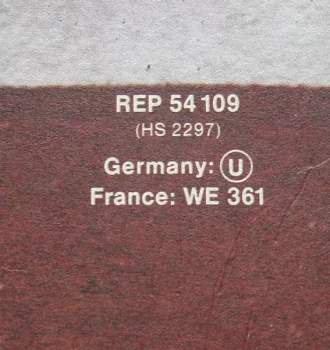 REP 54 109
(HS 2297)
Germany: U
France: WE 361